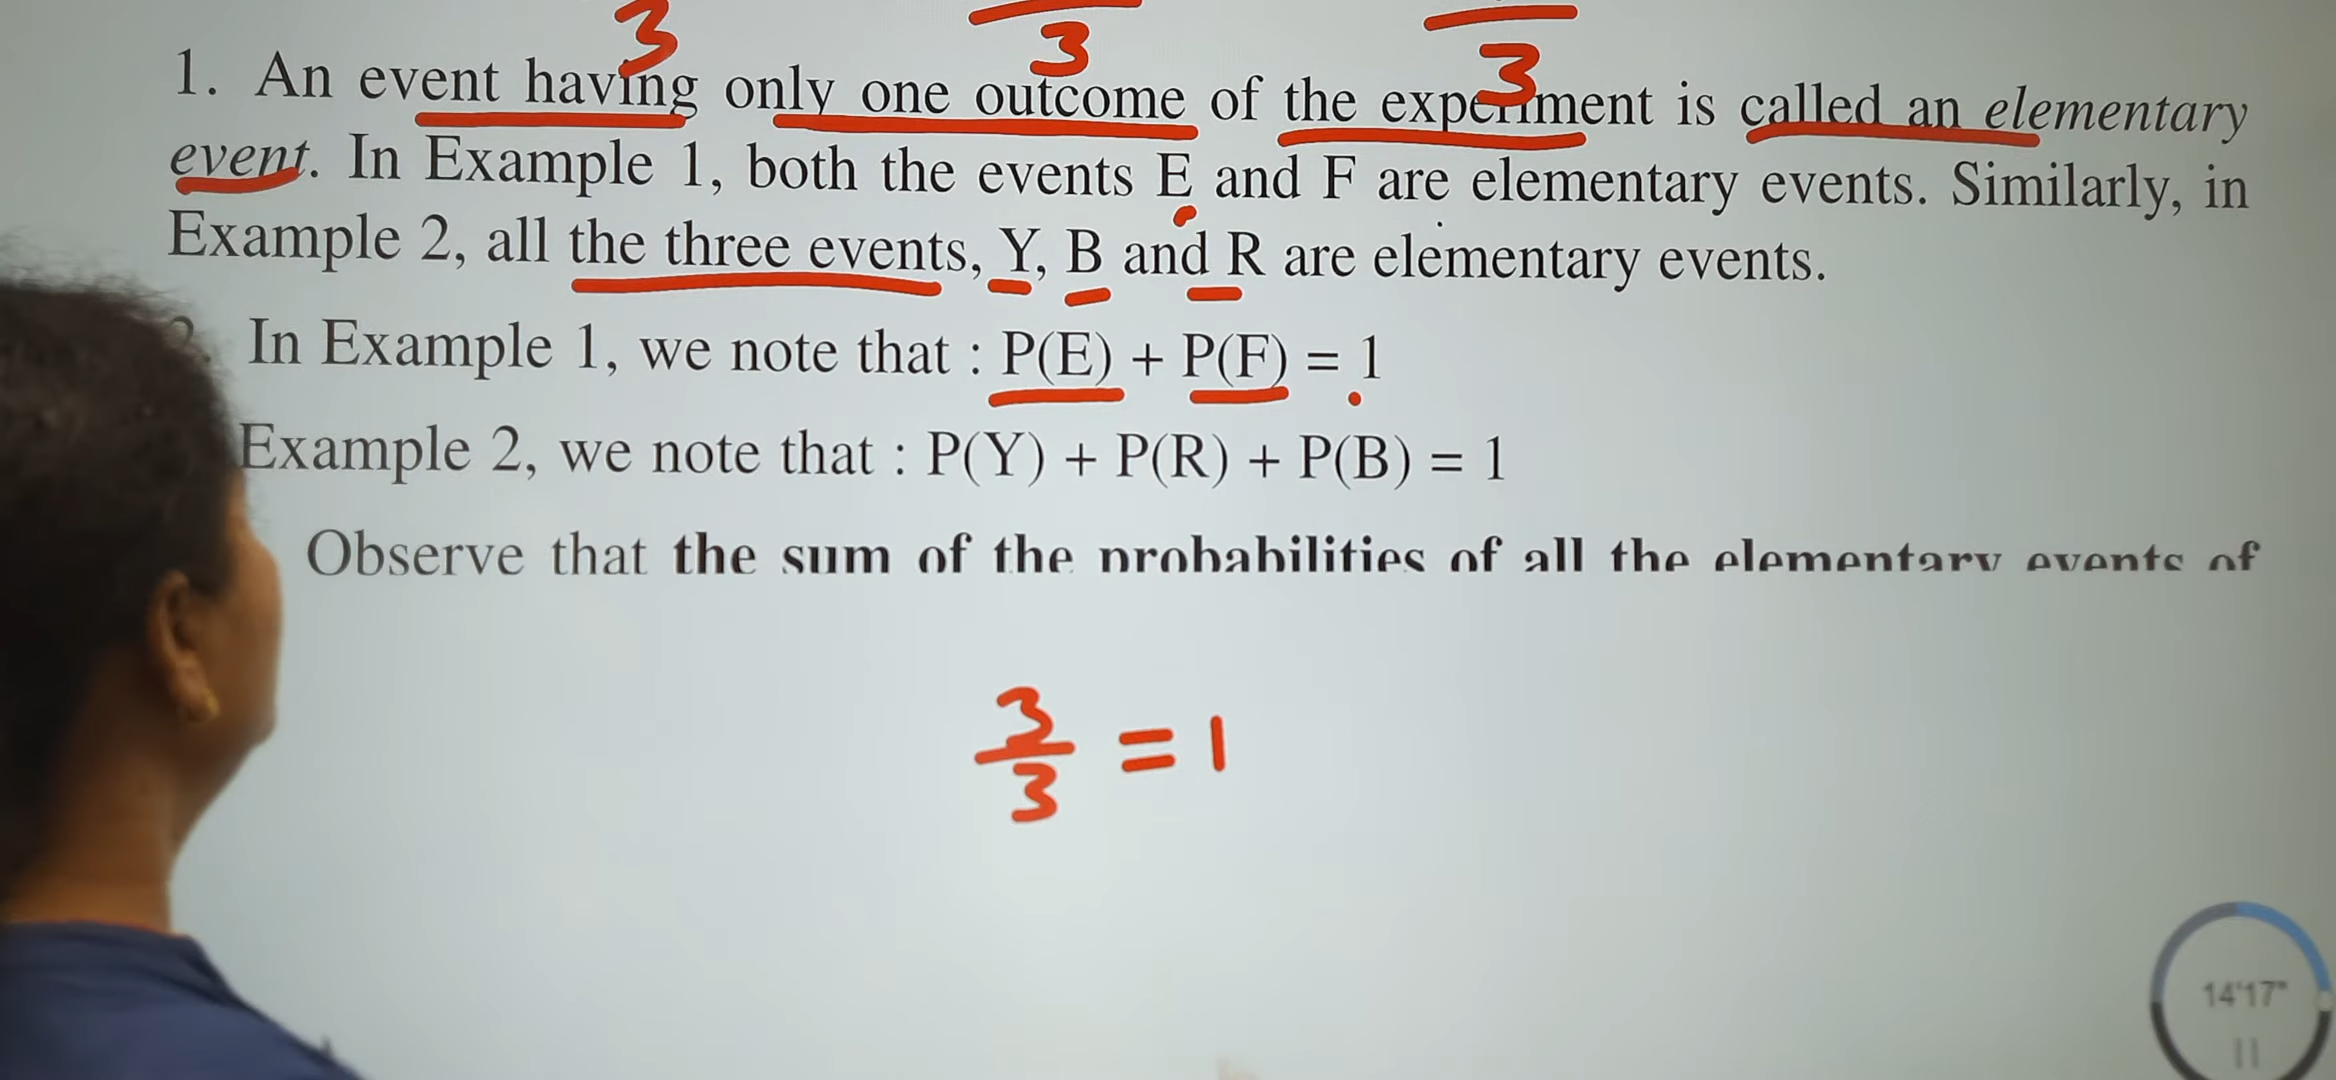 3 3 3
1. An event having only one outcome of the experiment is called an elementary
event. In Example 1, both the events E and F are elementary events. Similarly, in
Example 2, all the three events, Y, B and R are elementary events.
2. In Example 1, we note that : P(E) + P(F) = 1
Example 2, we note that : P(Y) + P(R) + P(B) = 1
Observe that the sum of the probabilities of all the elementary events of
3/3 = 1
14'17"